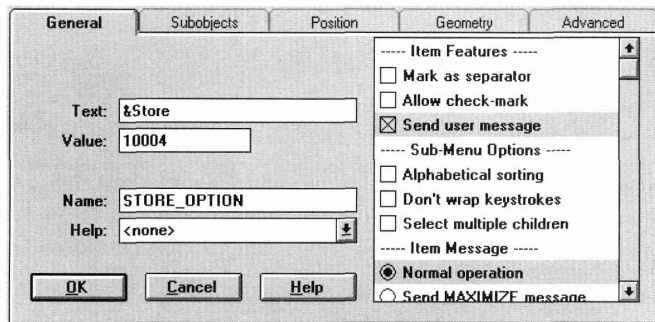 General Subobjects Position Geometry Advanced
Text: &Store
Value: 10004
Name: STORE_OPTION
Help: <none>
OK Cancel Help
----- Item Features -----
Mark as separator
Allow check-mark
Send user message
----- Sub-Menu Options -----
Alphabetical sorting
Don't wrap keystrokes
Select multiple children
----- Item Message -----
Normal operation
Send MAXIMIZE message